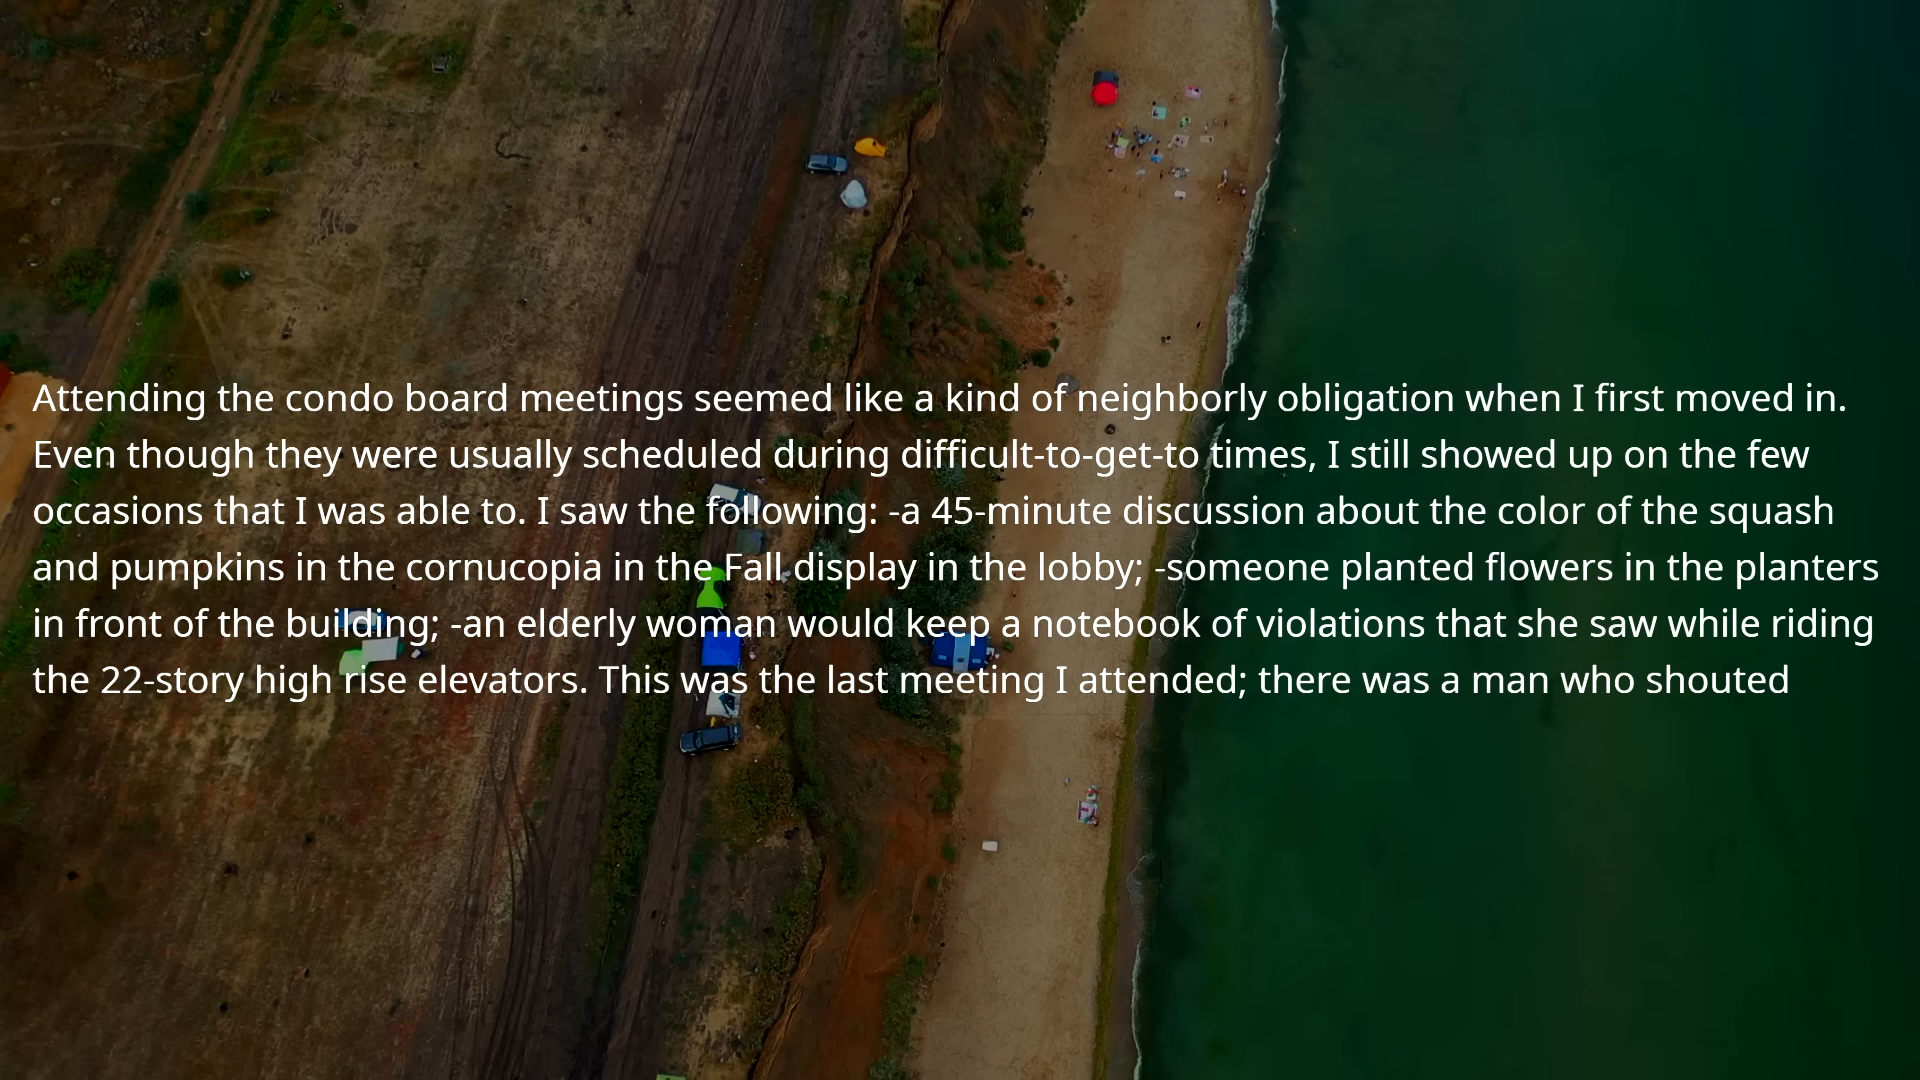 Attending the condo board meetings seemed like a kind of neighborly obligation when I first moved in.
Even though they were usually scheduled during difficult-to-get-to times, I still showed up on the few
occasions that I was able to. I saw the following: -a 45-minute discussion about the color of the squash
and pumpkins in the cornucopia in the Fall display in the lobby; -someone planted flowers in the planters
in front of the building; -an elderly woman would keep a notebook of violations that she saw while riding
the 22-story high rise elevators. This was the last meeting I attended; there was a man who shouted